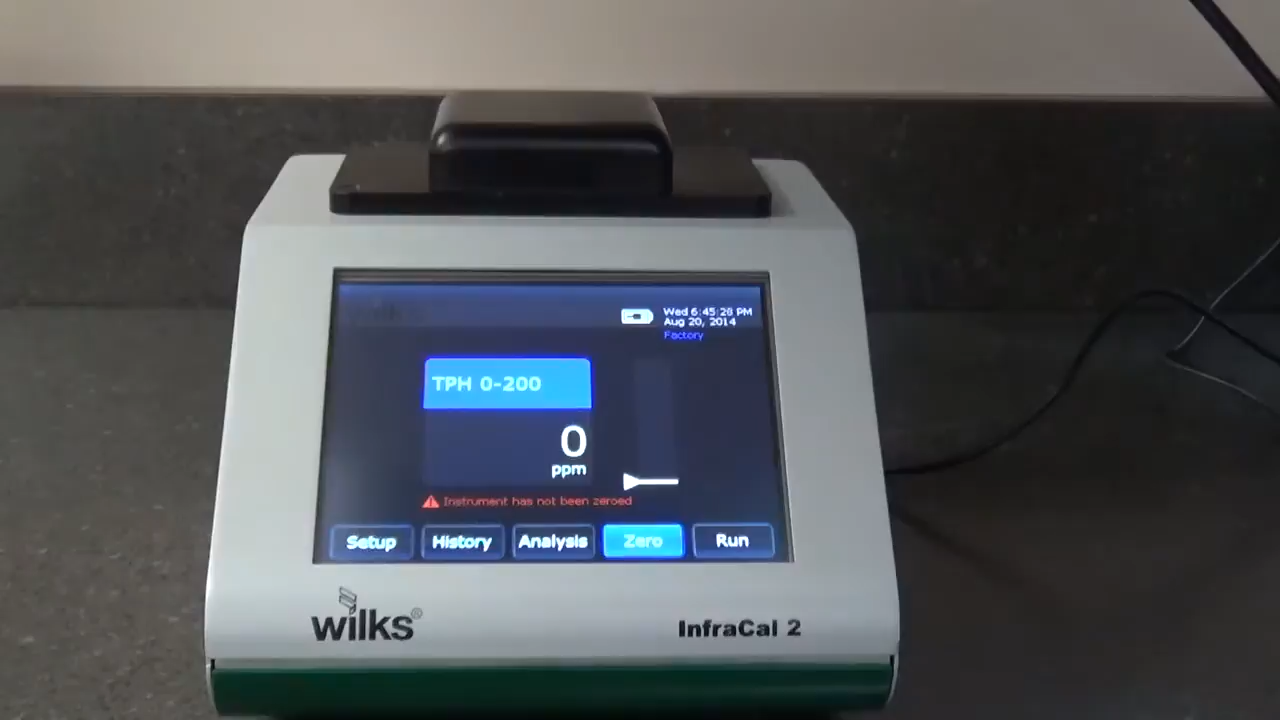 Wed 6:45:28 PM
Aug 20, 2014
Factory
TPH 0-200
0
ppm
Instrument has not been zeroed
Setup History Analysis Zero Run
wilks®
InfraCal 2